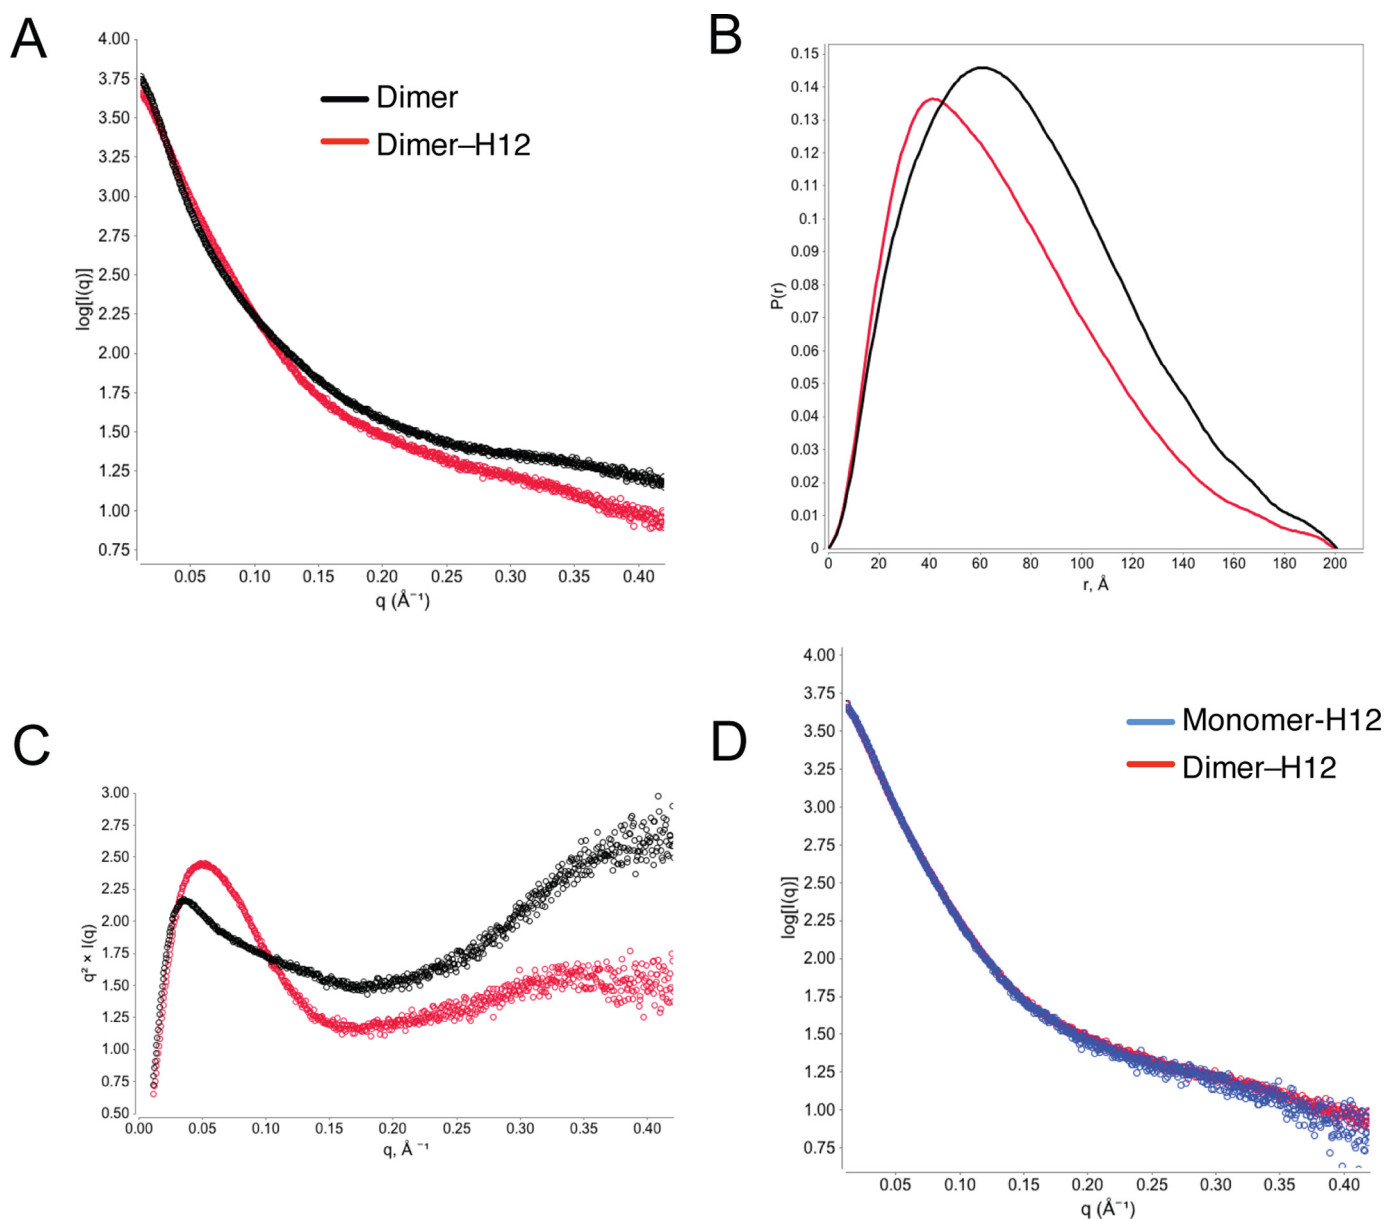 A
4.00
3.75
3.50
3.25
3.00
2.75
2.50
2.25
2.00
1.75
1.50
1.25
1.00
0.75
log[I(q)]
Dimer
Dimer–H12
0.05 0.10 0.15 0.20 0.25 0.30 0.35 0.40
q (Å⁻¹)
B
0.15
0.14
0.13
0.12
0.11
0.1
0.09
0.08
0.07
0.06
0.05
0.04
0.03
0.02
0.01
0
P(r)
0 20 40 60 80 100 120 140 160 180 200
r, Å
C
3.00
2.75
2.50
2.25
2.00
1.75
1.50
1.25
1.00
0.75
0.50
q² × I(q)
0.00 0.05 0.10 0.15 0.20 0.25 0.30 0.35 0.40
q, Å⁻¹
D
4.00
3.75
3.50
3.25
3.00
2.75
2.50
2.25
2.00
1.75
1.50
1.25
1.00
0.75
log[I(q)]
Monomer-H12
Dimer–H12
0.05 0.10 0.15 0.20 0.25 0.30 0.35 0.40
q (Å⁻¹)